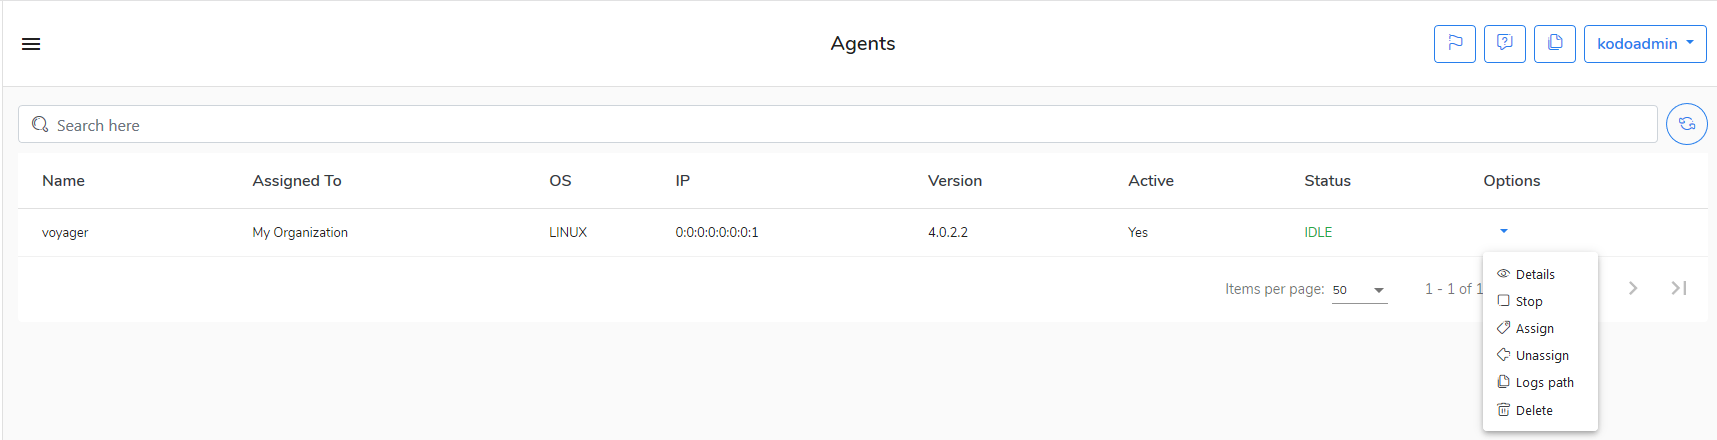 Agents
kodoadmin
Search here
Name Assigned To OS IP Version Active Status Options
voyager My Organization LINUX 0:0:0:0:0:0:0:1 4.0.2.2 Yes IDLE
Items per page: 50 1 - 1 of 1
Details
Stop
Assign
Unassign
Logs path
Delete